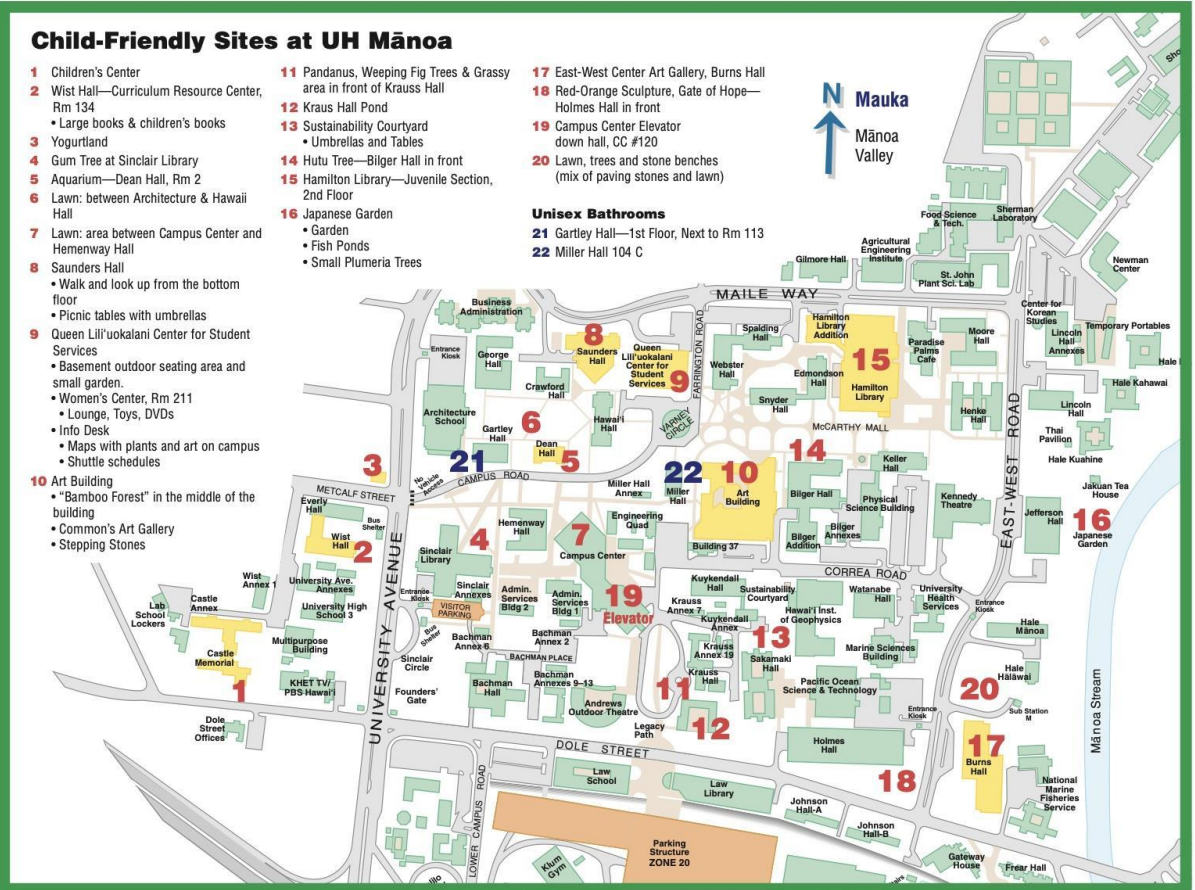 Child-Friendly Sites at UH Mānoa
1 Children's Center
2 Wist Hall—Curriculum Resource Center,
Rm 134
• Large books & children's books
3 Yogurtland
4 Gum Tree at Sinclair Library
5 Aquarium—Dean Hall, Rm 2
6 Lawn: between Architecture & Hawaii
Hall
7 Lawn: area between Campus Center and
Hemenway Hall
8 Saunders Hall
• Walk and look up from the bottom
floor
• Picnic tables with umbrellas
9 Queen Lili'uokalani Center for Student
Services
• Basement outdoor seating area and
small garden.
• Women's Center, Rm 211
• Lounge, Toys, DVDs
• Info Desk
• Maps with plants and art on campus
• Shuttle schedules
10 Art Building
• "Bamboo Forest" in the middle of the
building
• Common's Art Gallery
• Stepping Stones
11 Pandanus, Weeping Fig Trees & Grassy
area in front of Krauss Hall
12 Kraus Hall Pond
13 Sustainability Courtyard
• Umbrellas and Tables
14 Hutu Tree—Bilger Hall in front
15 Hamilton Library—Juvenile Section,
2nd Floor
16 Japanese Garden
• Garden
• Fish Ponds
• Small Plumeria Trees
17 East-West Center Art Gallery, Burns Hall
18 Red-Orange Sculpture, Gate of Hope—
Holmes Hall in front
19 Campus Center Elevator
down hall, CC #120
20 Lawn, trees and stone benches
(mix of paving stones and lawn)
Unisex Bathrooms
21 Gartley Hall—1st Floor, Next to Rm 113
22 Miller Hall 104 C
N Mauka
Mānoa
Valley
Food Science
& Tech.
Sherman
Laboratory
Agricultural
Engineering
Institute
Gilmore Hall
St. John
Plant Sci. Lab
Newman
Center
MAILE WAY
Business
Administration
Entrance
Kiosk
George
Hall
Crawford
Hall
8
Saunders
Hall
Queen
Lili'uokalani
Center for
Student
Services
9
FARRINGTON ROAD
Spalding
Hall
Webster
Hall
Hamilton
Library
Addition
15
Hamilton
Library
Edmondson
Hall
Snyder
Hall
Paradise
Palms
Cafe
Moore
Hall
Henke
Hall
Center for
Korean
Studies
Lincoln
Hall
Annexes
Temporary Portables
Hale Kahawai
Lincoln
Hall
Thai
Pavilion
Hale Kuahine
Architecture
School
Gartley
Hall
6
Dean
Hall
5
Hawai'i
Hall
VARNEY
CIRCLE
McCARTHY MALL
21
CAMPUS ROAD
No
Vehicle
Access
3
METCALF STREET
22
Miller
Hall
Miller Hall
Annex
10
Art
Building
14
Bilger Hall
Keller
Hall
Physical
Science Building
Kennedy
Theatre
EAST-WEST ROAD
Jakuan Tea
House
Jefferson
Hall
16
Japanese
Garden
Everly
Hall
Bus
Shelter
Wist
Hall
2
Sinclair
Library
4
Hemenway
Hall
7
Campus Center
Engineering
Quad
Building 37
Bilger
Addition
Bilger
Annexes
CORREA ROAD
Wist
Annex 1
University Ave.
Annexes
University High
School 3
UNIVERSITY AVENUE
Entrance
Kiosk
Sinclair
Annexes
VISITOR
PARKING
Admin.
Services
Bldg 2
Admin.
Services
Bldg 1
19
Elevator
Kuykendall
Hall
Krauss
Annex 7
Kuykendall
Annex
Sustainability
Courtyard
Hawai'i Inst.
of Geophysics
Watanabe
Hall
University
Health
Services
Entrance
Kiosk
Hale
Mānoa
Lab
School
Lockers
Castle
Annex
Castle
Memorial
1
Multipurpose
Building
KHET TV/
PBS Hawai'i
Bus
Shelter
Sinclair
Circle
Founders'
Gate
Bachman
Annex 6
Bachman
Annex 2
BACHMAN PLACE
Bachman
Hall
Bachman
Annexes 9–13
Andrews
Outdoor Theatre
Krauss
Annex 19
Krauss
Hall
11
12
13
Sakamaki
Hall
Marine Sciences
Building
Pacific Ocean
Science & Technology
Hale
Hālāwai
20
Sub Station
M
Entrance
Kiosk
Mānoa Stream
Dole
Street
Offices
Legacy
Path
DOLE STREET
Holmes
Hall
18
17
Burns
Hall
National
Marine
Fisheries
Service
LOWER CAMPUS ROAD
Law
School
Law
Library
Johnson
Hall-A
Johnson
Hall-B
Parking
Structure
ZONE 20
Klum
Gym
Gateway
House
Frear Hall